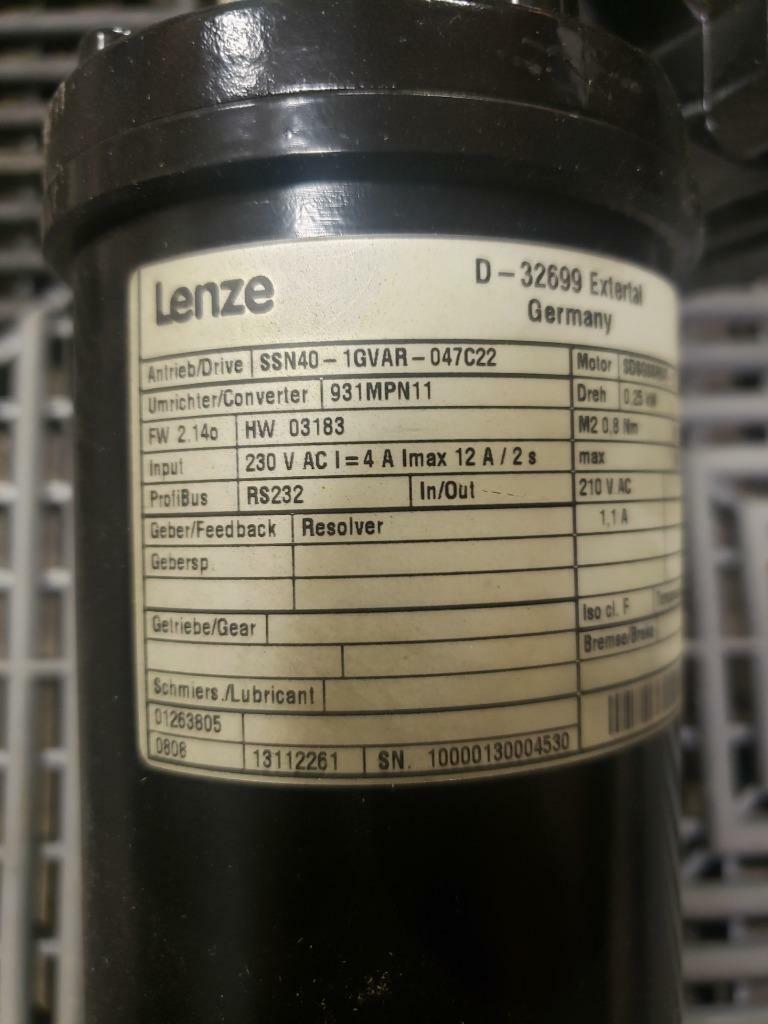 Lenze
D-32699 Extertal
Germany
Antrieb/Drive SSN40-1GVAR-047C22 Motor
Umrichter/Converter 931MPN11 Dreh 0.25 kW
FW 2.14o HW 03183 M2 0.8 Nm
Input 230 V AC I=4 A Imax 12 A / 2 s max
ProfiBus RS232 In/Out 210 V AC
Geber/Feedback Resolver 1,1 A
Gebersp.
Iso cl. F
Getriebe/Gear Bremse/Brake
Schmiers./Lubricant
01263805
0808 13112261 SN. 10000130004530